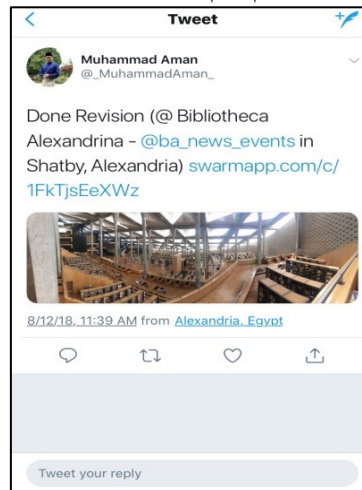 Tweet
Muhammad Aman
@_MuhammadAman_
Done Revision (@ Bibliotheca
Alexandrina - @ba_news_events in
Shatby, Alexandria) swarmapp.com/c/
1FkTjsEeXWz
8/12/18, 11:39 AM from Alexandria, Egypt
Tweet your reply